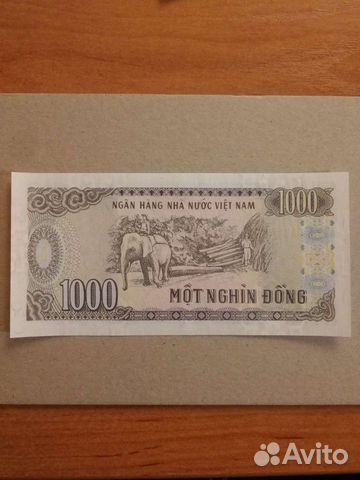 NGÂN HÀNG NHÀ NƯỚC VIỆT NAM
1000
1000
MỘT NGHÌN ĐỒNG
Avito